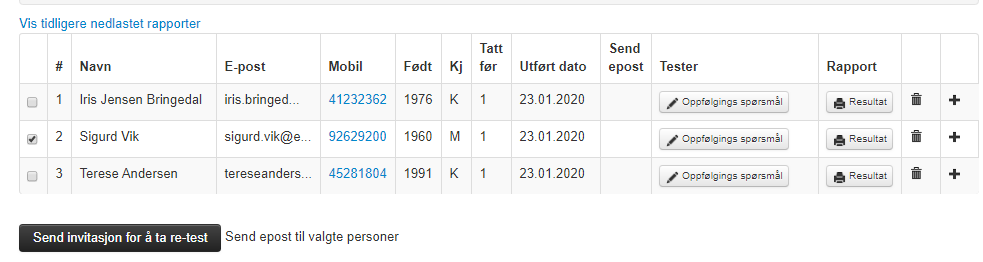 Vis tidligere nedlastet rapporter
# Navn E-post Mobil Født Kj Tatt før Utført dato Send epost Tester Rapport
1 Iris Jensen Bringedal iris.bringed... 41232362 1976 K 1 23.01.2020 Oppfølgings spørsmål Resultat
2 Sigurd Vik sigurd.vik@e... 92629200 1960 M 1 23.01.2020 Oppfølgings spørsmål Resultat
3 Terese Andersen tereseanders... 45281804 1991 K 1 23.01.2020 Oppfølgings spørsmål Resultat
Send invitasjon for å ta re-test Send epost til valgte personer